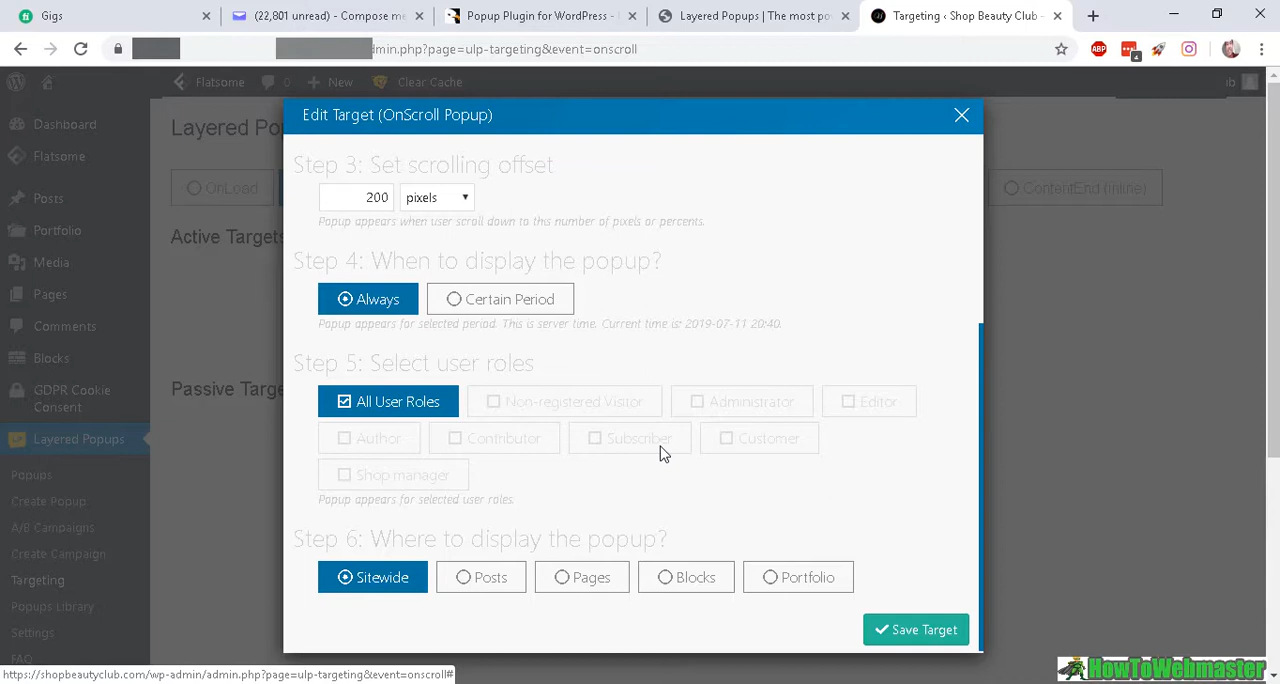 Gigs
(22,801 unread) - Compose me
Popup Plugin for WordPress -
Layered Popups | The most po
Targeting ‹ Shop Beauty Club -
dmin.php?page=ulp-targeting&event=onscroll
ABP
4
Flatsome
0
New
Clear Cache
ub
Dashboard
Flatsome
Posts
Portfolio
Media
Pages
Comments
Blocks
GDPR Cookie
Consent
Layered Popups
Popups
Create Popup
A/B Campaigns
Create Campaign
Targeting
Popups Library
Settings
FAQ
Layered Po
OnLoad
ContentEnd (Inline)
Active Targets
Passive Targe
Edit Target (OnScroll Popup)
Step 3: Set scrolling offset
200 pixels
Popup appears when user scroll down to this number of pixels or percents.
Step 4: When to display the popup?
Always Certain Period
Popup appears for selected period. This is server time. Current time is: 2019-07-11 20:40.
Step 5: Select user roles
All User Roles Non-registered Visitor Administrator Editor
Author Contributor Subscriber Customer
Shop manager
Popup appears for selected user roles.
Step 6: Where to display the popup?
Sitewide Posts Pages Blocks Portfolio
Save Target
https://shopbeautyclub.com/wp-admin/admin.php?page=ulp-targeting&event=onscroll#
HowToWebmaster